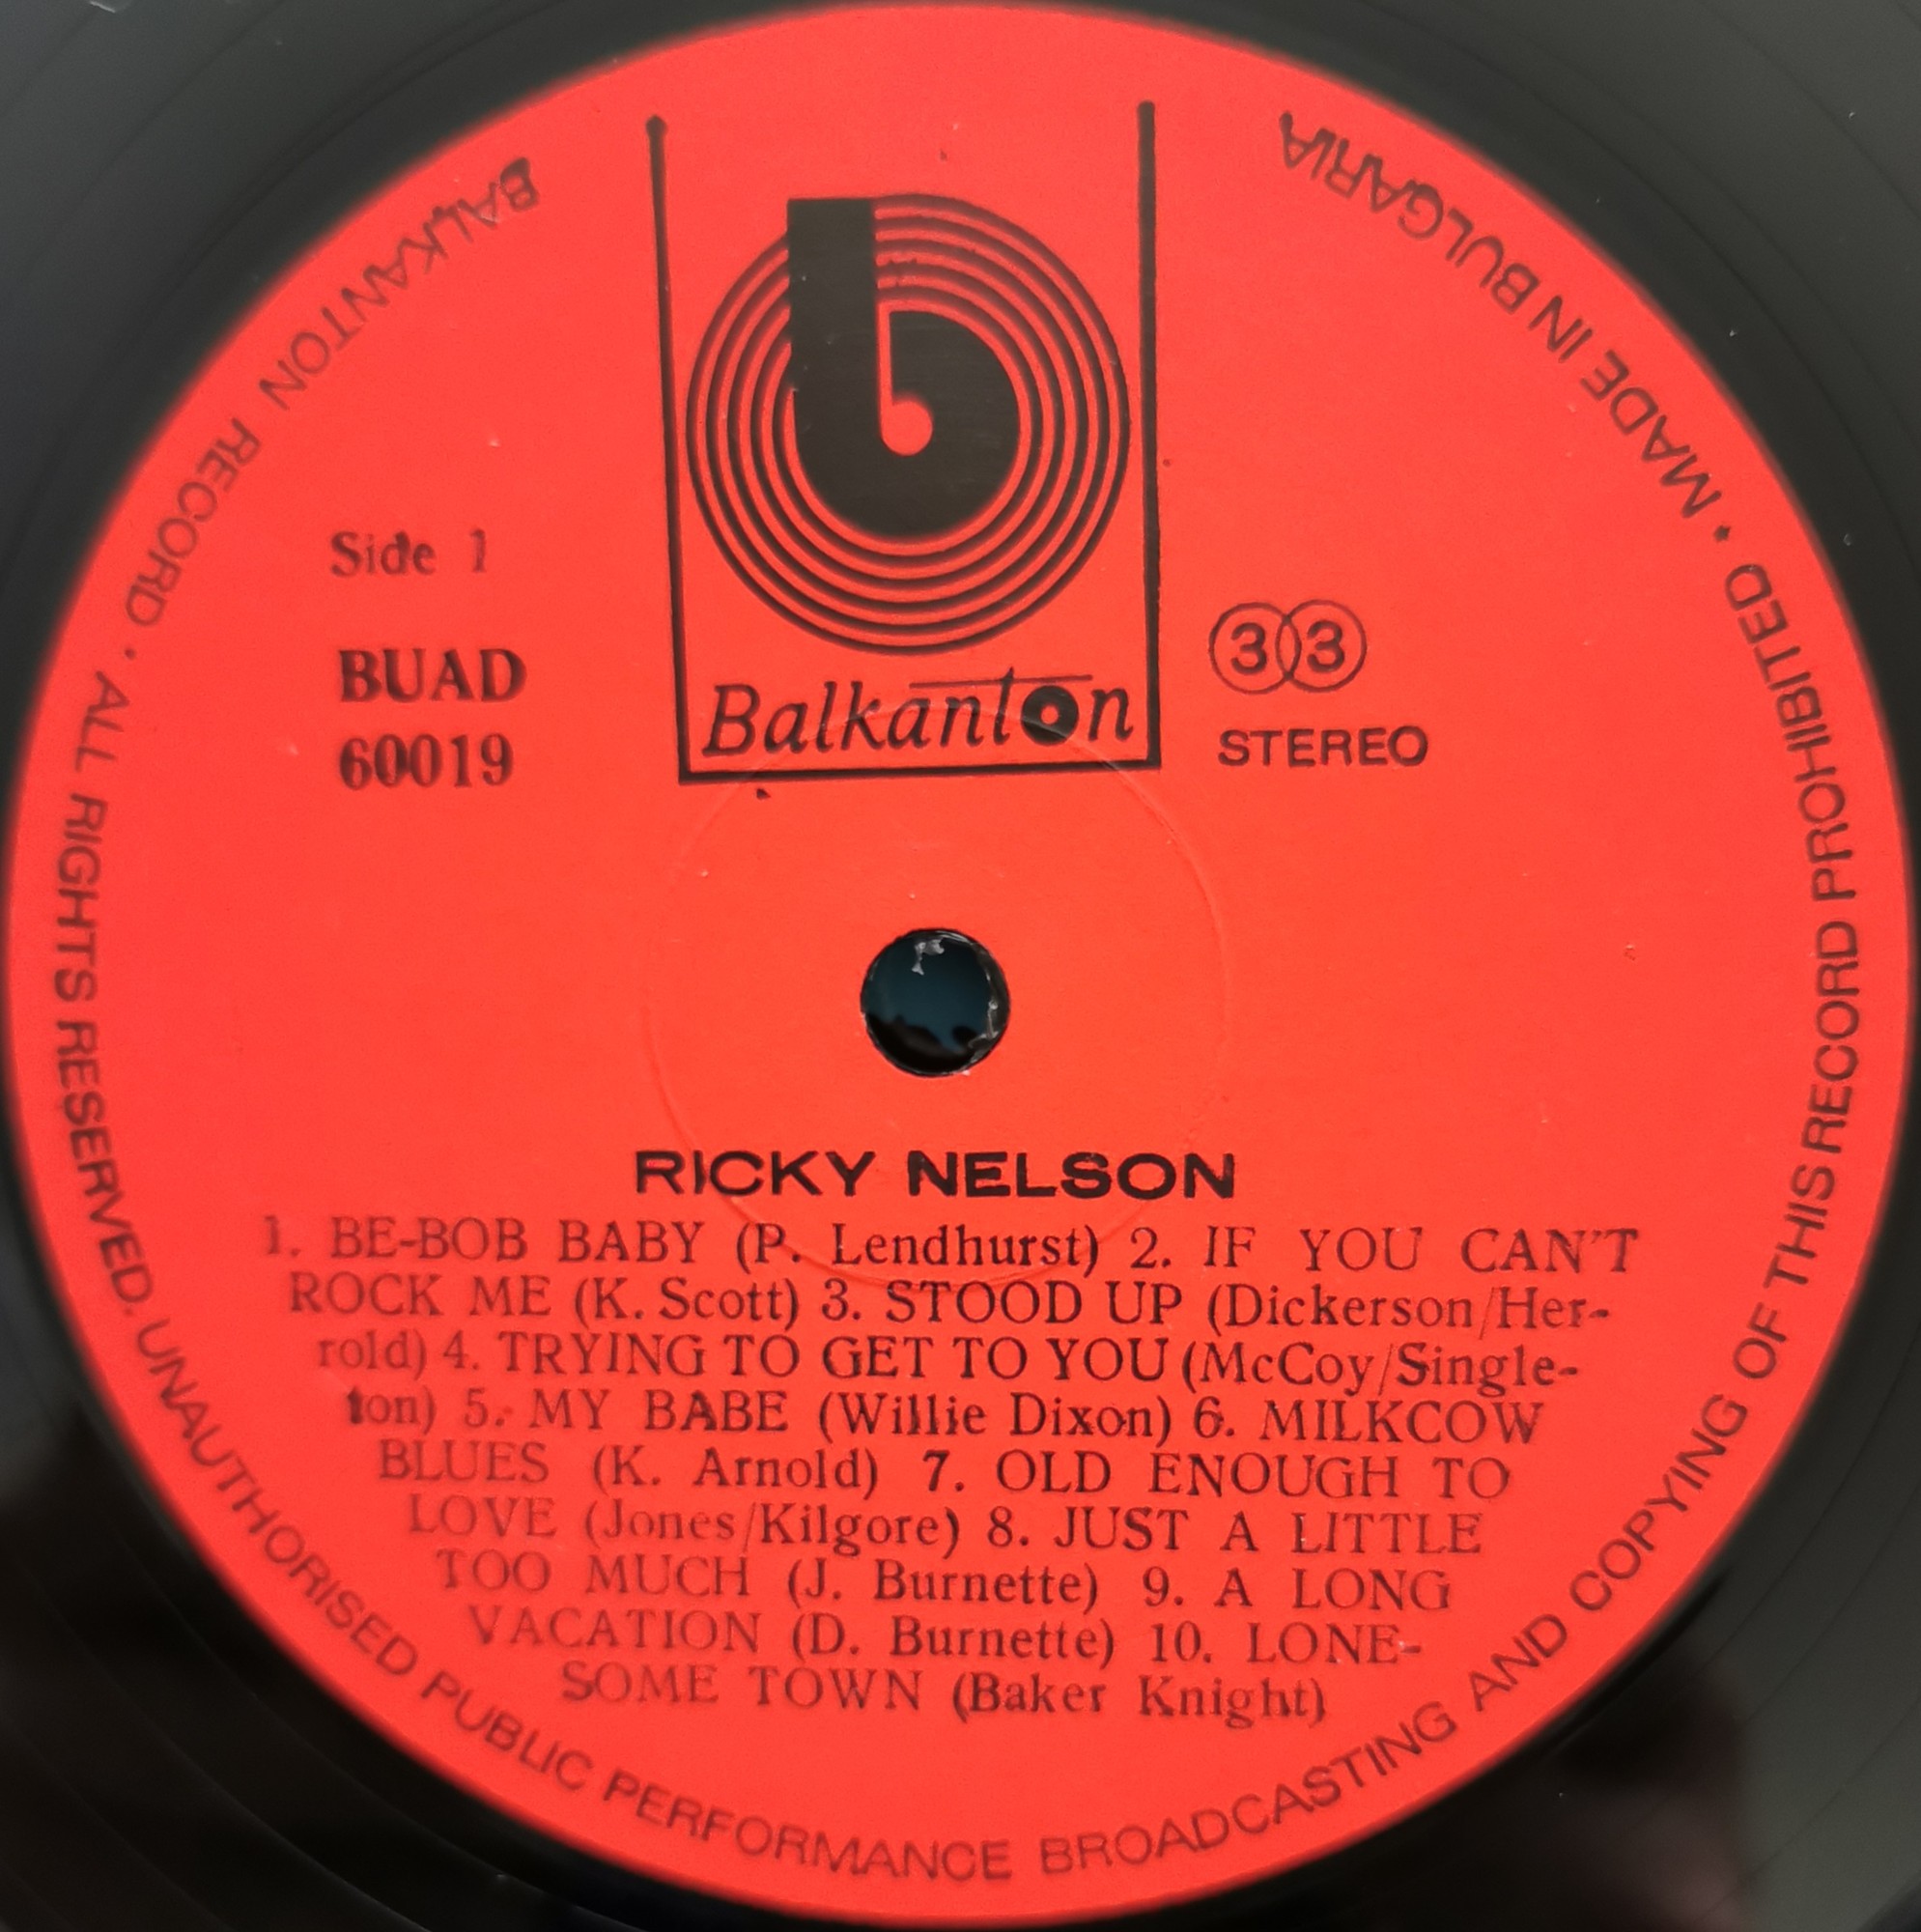 BALKANTON RECORD · ALL RIGHTS RESERVED. UNAUTHORISED PUBLIC PERFORMANCE BROADCASTING AND COPYING OF THIS RECORD PROHIBITED · MADE IN BULGARIA
Balkanton
Side 1
BUAD
60019
33
STEREO
RICKY NELSON
1. BE-BOB BABY (P. Lendhurst) 2. IF YOU CAN'T
ROCK ME (K. Scott) 3. STOOD UP (Dickerson/Her-
rold) 4. TRYING TO GET TO YOU (McCoy/Single-
ton) 5. MY BABE (Willie Dixon) 6. MILKCOW
BLUES (K. Arnold) 7. OLD ENOUGH TO
LOVE (Jones/Kilgore) 8. JUST A LITTLE
TOO MUCH (J. Burnette) 9. A LONG
VACATION (D. Burnette) 10. LONE-
SOME TOWN (Baker Knight)